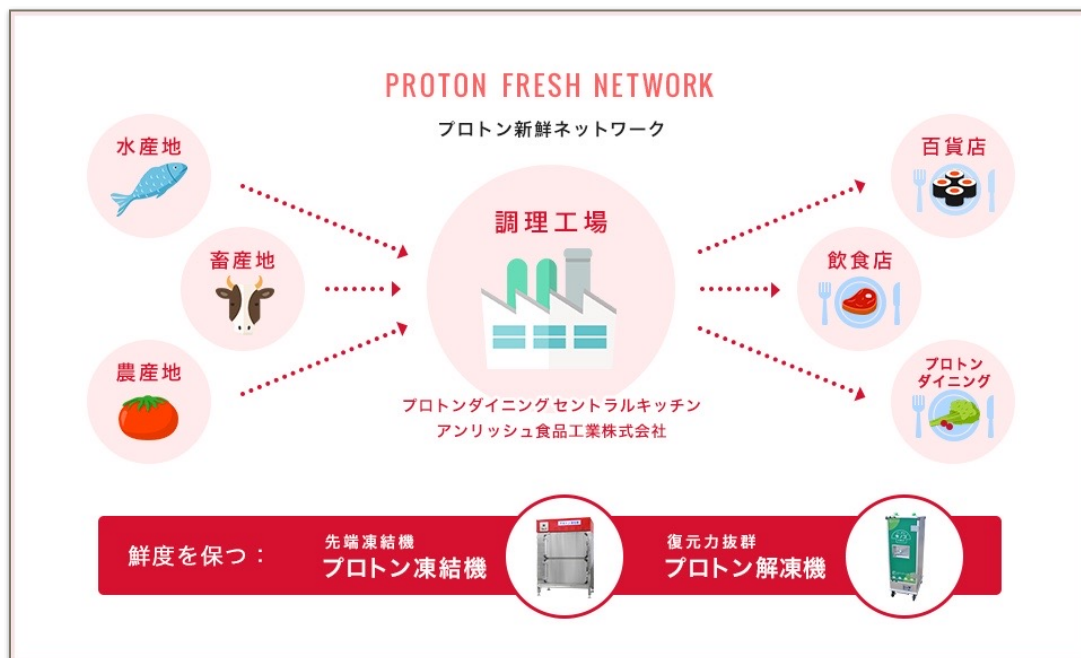 PROTON FRESH NETWORK
プロトン新鮮ネットワーク
水産地
畜産地
農産地
調理工場
プロトンダイニング セントラルキッチン
アンリッシュ食品工業株式会社
百貨店
飲食店
プロトン
ダイニング
鮮度を保つ：
先端凍結機
プロトン凍結機
復元力抜群
プロトン解凍機